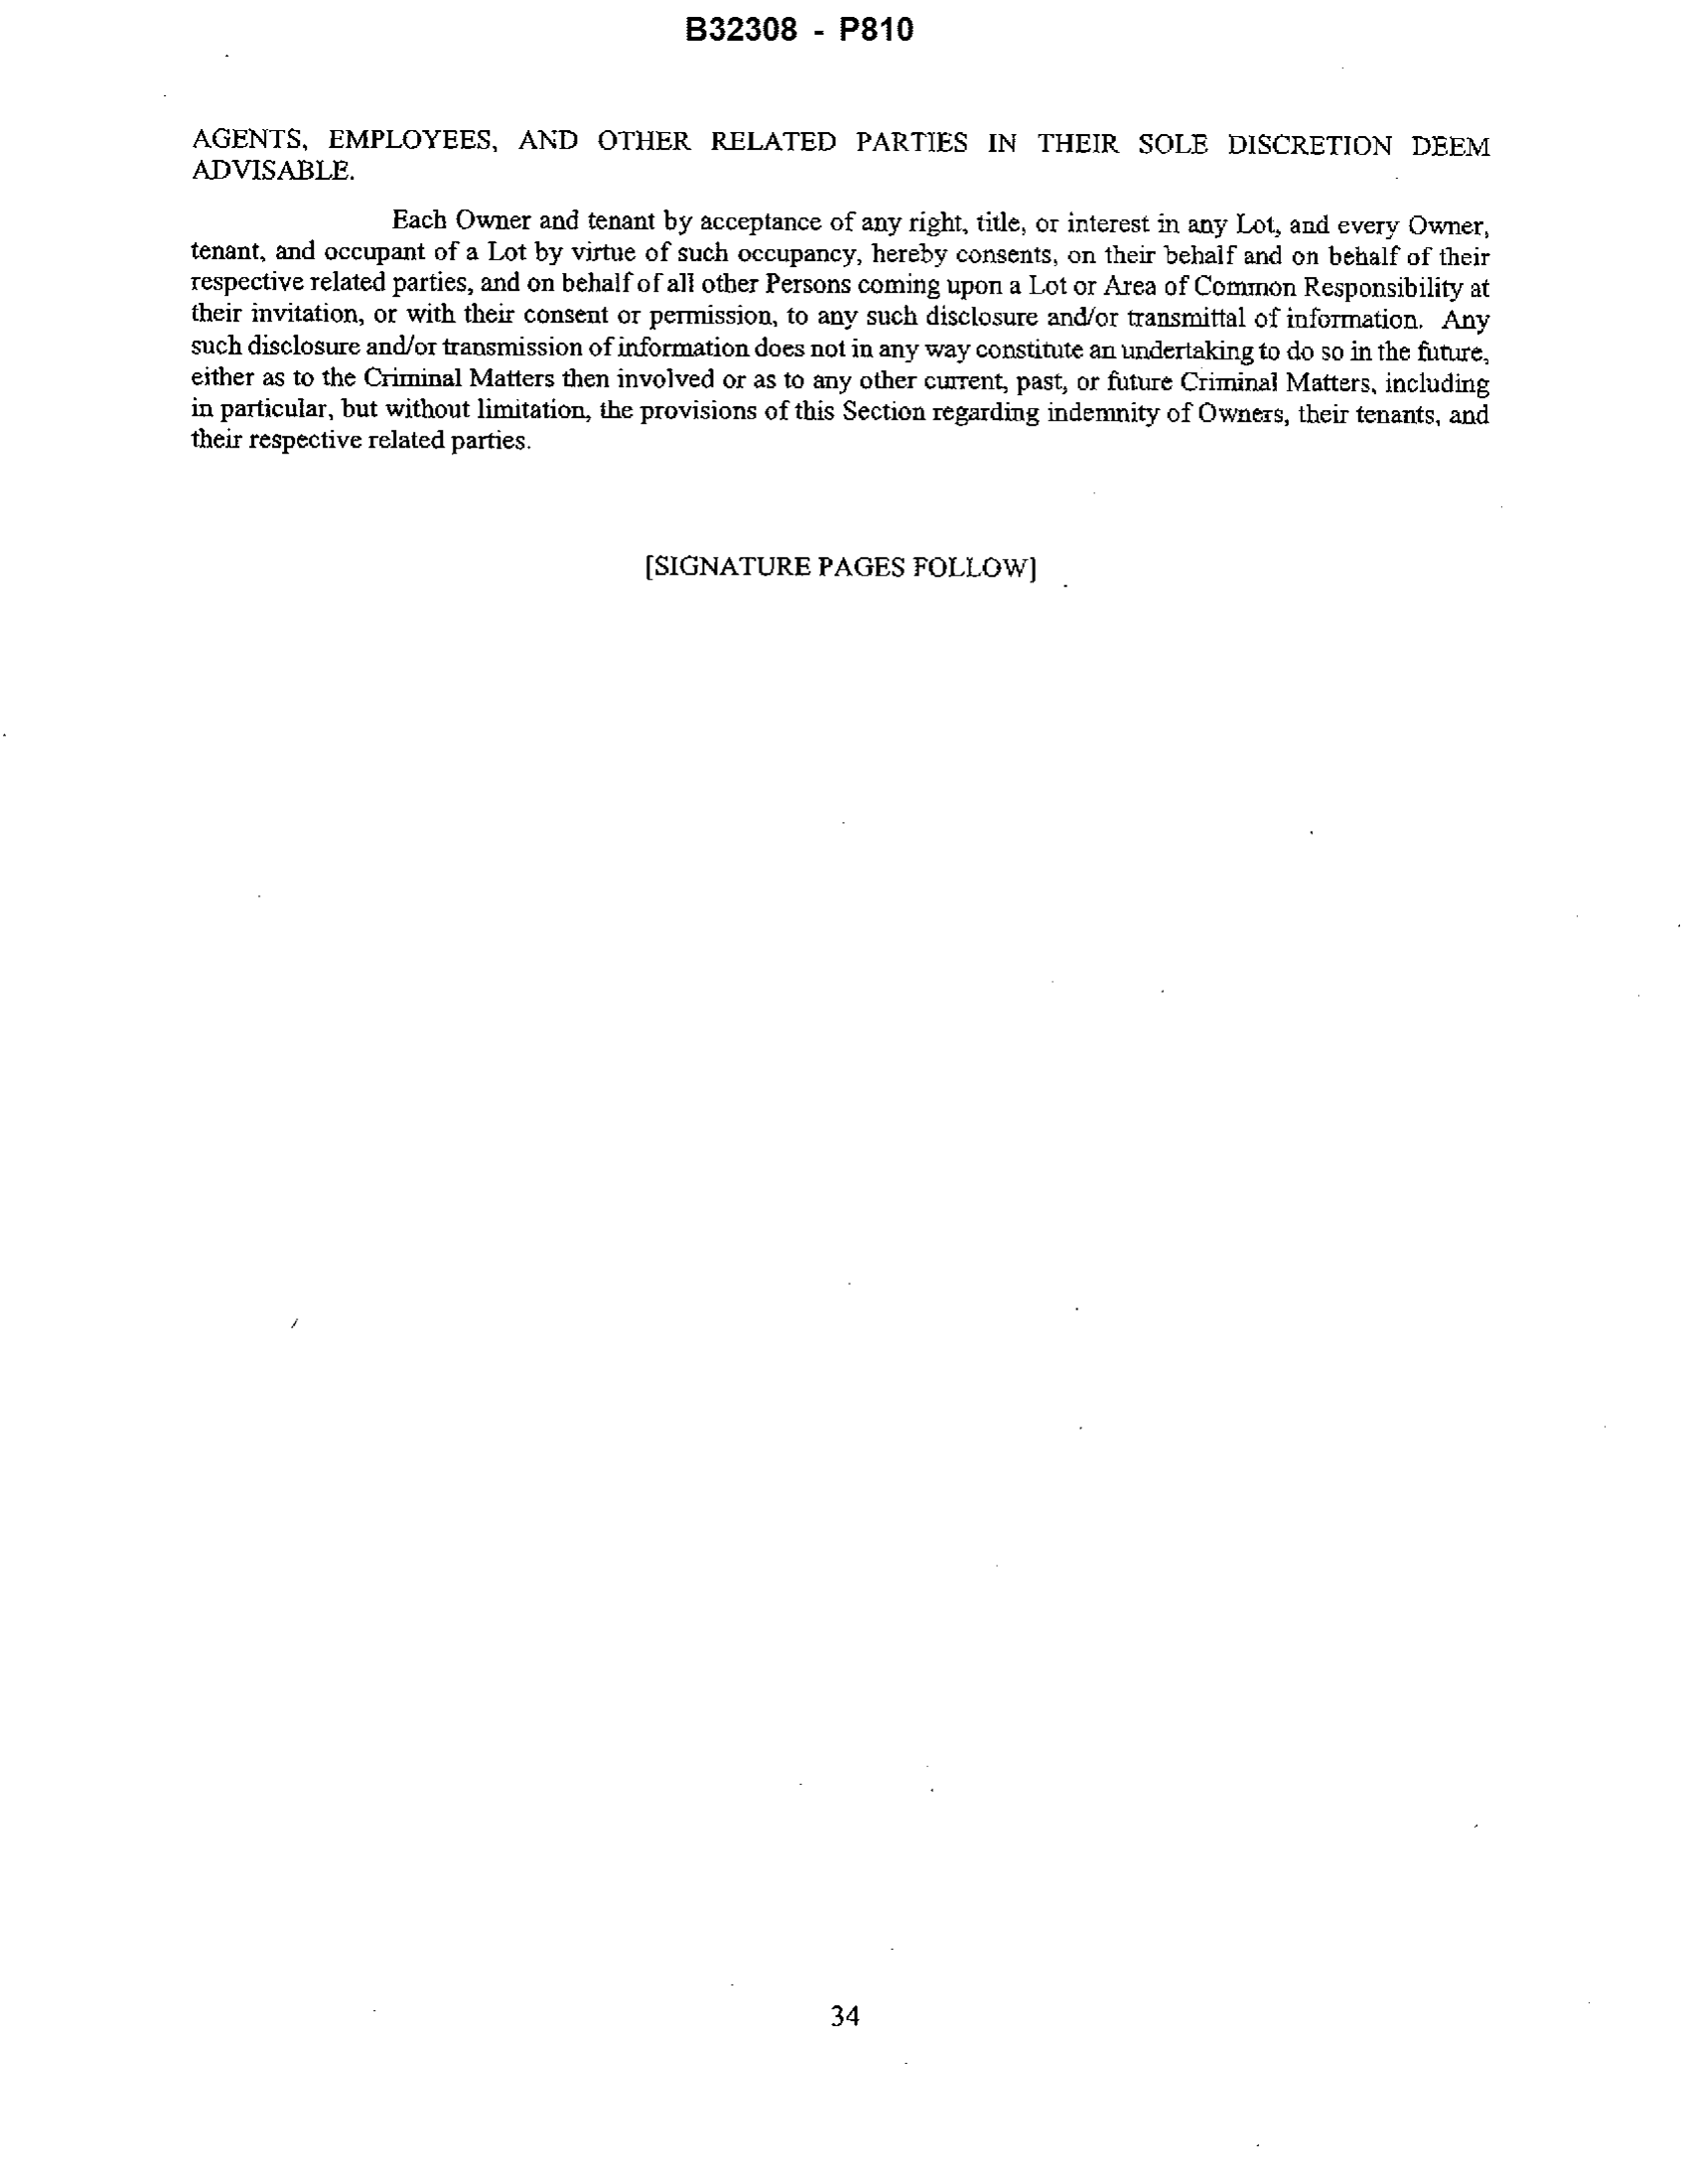 B32308 - P810
AGENTS, EMPLOYEES, AND OTHER RELATED PARTIES IN THEIR SOLE DISCRETION DEEM
ADVISABLE.
Each Owner and tenant by acceptance of any right, title, or interest in any Lot, and every Owner,
tenant, and occupant of a Lot by virtue of such occupancy, hereby consents, on their behalf and on behalf of their
respective related parties, and on behalf of all other Persons coming upon a Lot or Area of Common Responsibility at
their invitation, or with their consent or permission, to any such disclosure and/or transmittal of information. Any
such disclosure and/or transmission of information does not in any way constitute an undertaking to do so in the future,
either as to the Criminal Matters then involved or as to any other current, past, or future Criminal Matters, including
in particular, but without limitation, the provisions of this Section regarding indemnity of Owners, their tenants, and
their respective related parties.
[SIGNATURE PAGES FOLLOW]
34